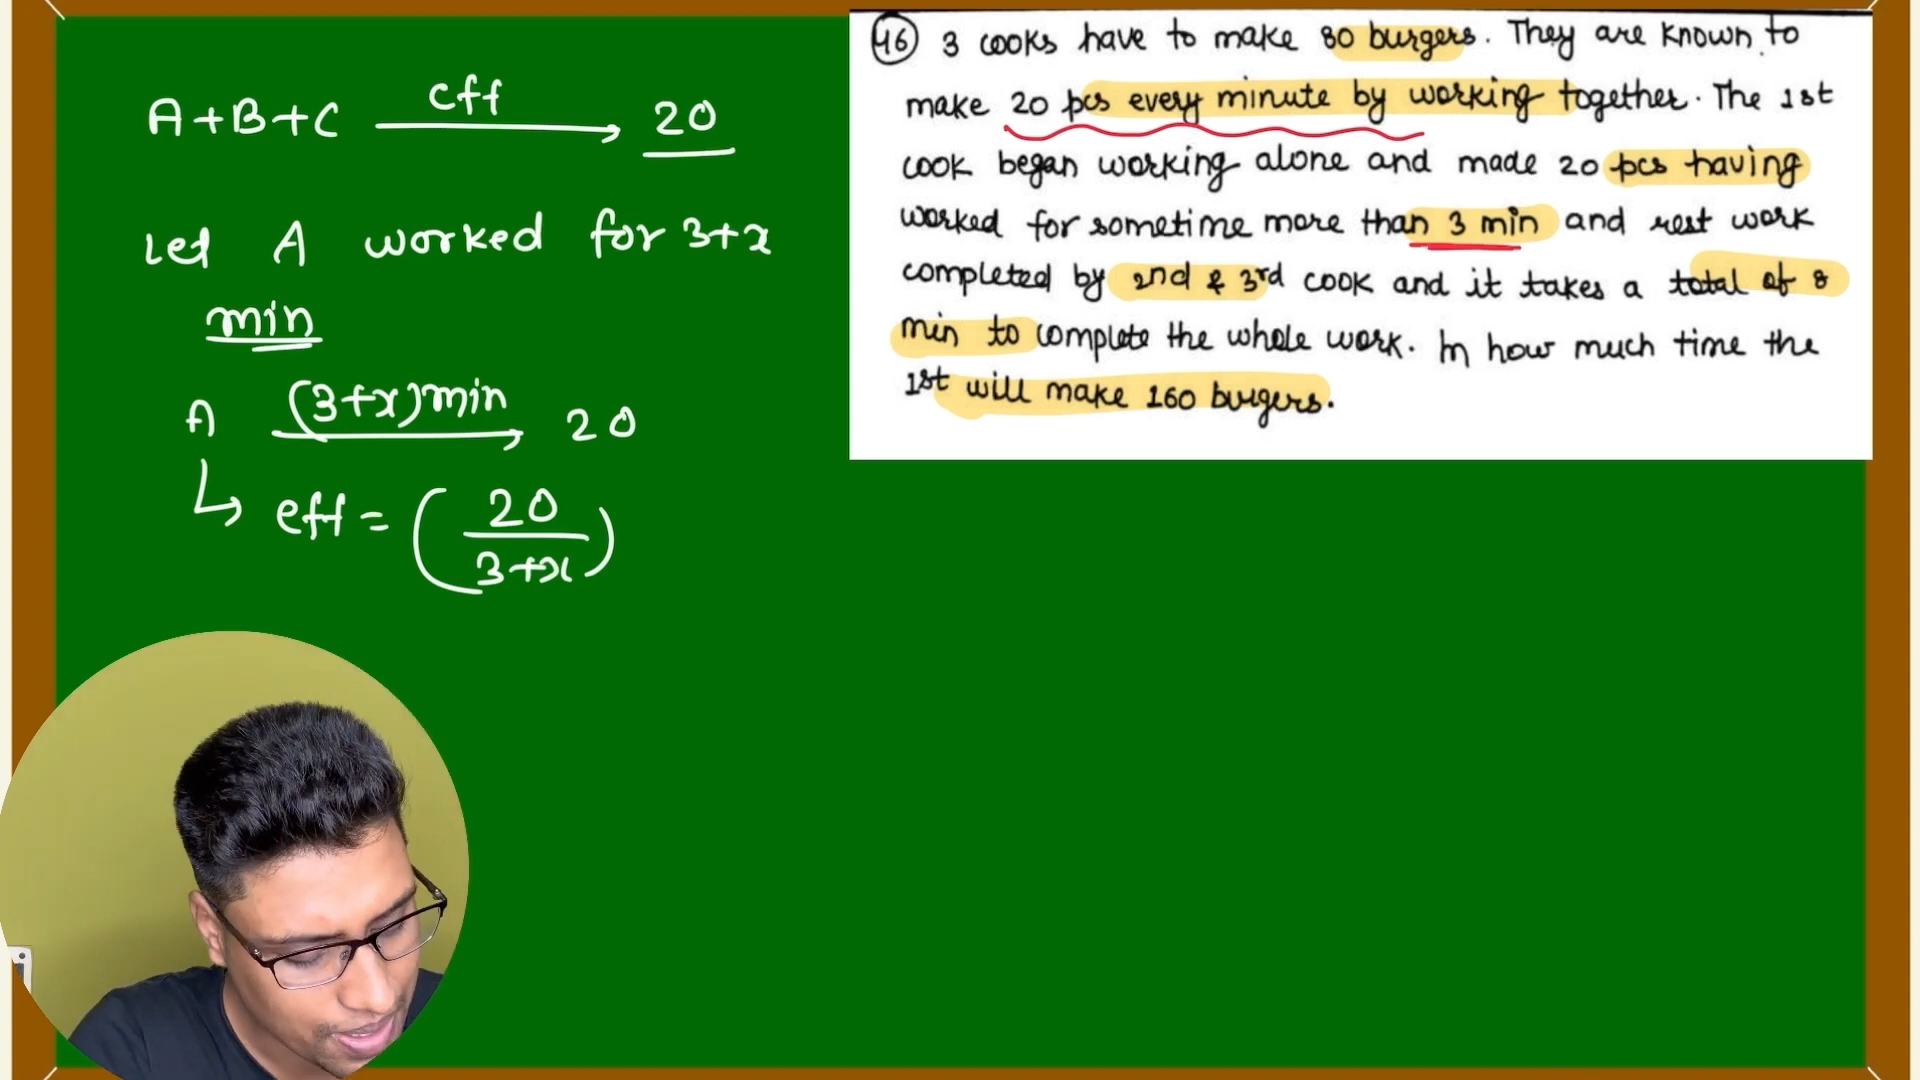 A+B+C eff 20
Let A worked for 3+x
min
A (3+x)min 20
eff = (20/3+x)
46 3 cooks have to make 80 burgers. They are known to
make 20 pcs every minute by working together. The 1st
cook began working alone and made 20 pcs having
worked for sometime more than 3 min and rest work
completed by 2nd & 3rd cook and it takes a total of 8
min to complete the whole work. In how much time the
1st will make 160 burgers.